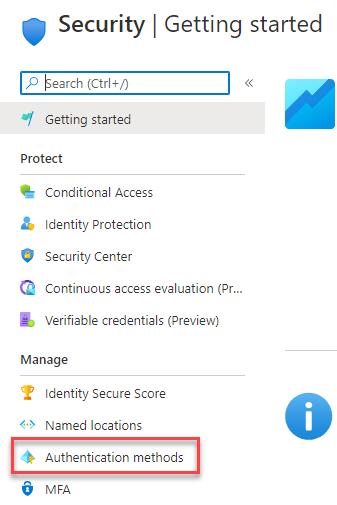 Security | Getting started
Search (Ctrl+/)
«
Getting started
Protect
Conditional Access
Identity Protection
Security Center
Continuous access evaluation (Pr...
Verifiable credentials (Preview)
Manage
Identity Secure Score
Named locations
Authentication methods
MFA